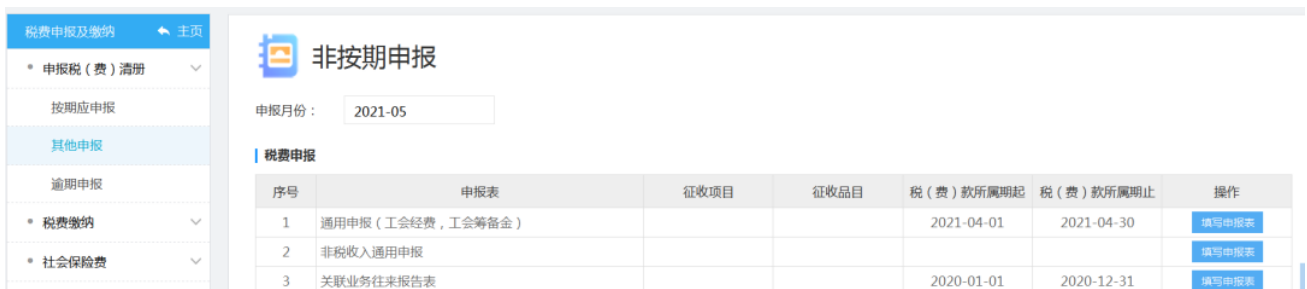 税费申报及缴纳 主页
申报税（费）清册
按期应申报
其他申报
逾期申报
税费缴纳
社会保险费
非按期申报
申报月份： 2021-05
税费申报
序号 申报表 征收项目 征收品目 税（费）款所属期起 税（费）款所属期止 操作
1 通用申报（工会经费，工会筹备金） 2021-04-01 2021-04-30 填写申报表
2 非税收入通用申报 填写申报表
3 关联业务往来报告表 2020-01-01 2020-12-31 填写申报表